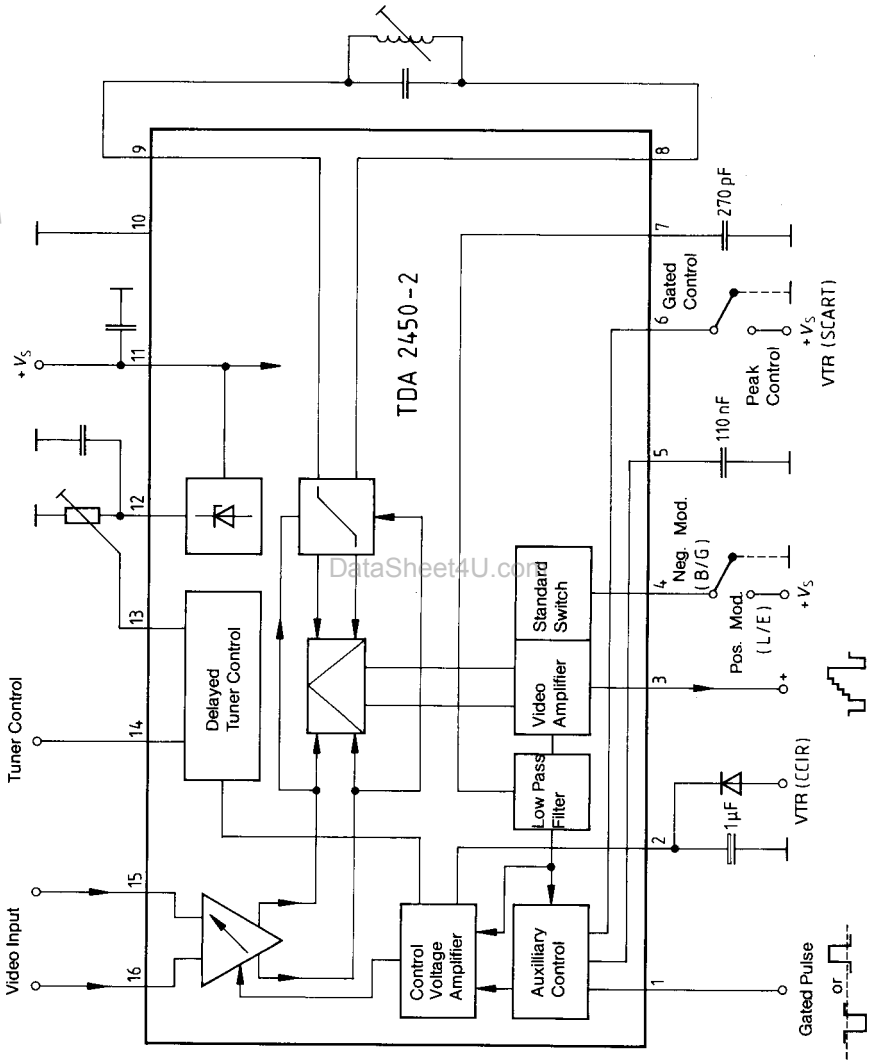 9
10
+ Vs
11
12
13
Tuner Control
14
Video Input
15
16
8
270 pF
7
Gated
Control
6
+Vs
Peak
Control
VTR (SCART)
110 nF
5
Neg. Mod.
(B/G)
4
Pos. Mod.
(L/E)
+Vs
3
+
VTR (CCIR)
1µF
2
Gated Pulse
or
1
TDA 2450-2
Delayed
Tuner Control
Standard
Switch
Video
Amplifier
Low Pass
Filter
Control
Voltage
Amplifier
Auxilliary
Control
DataSheet4U.com